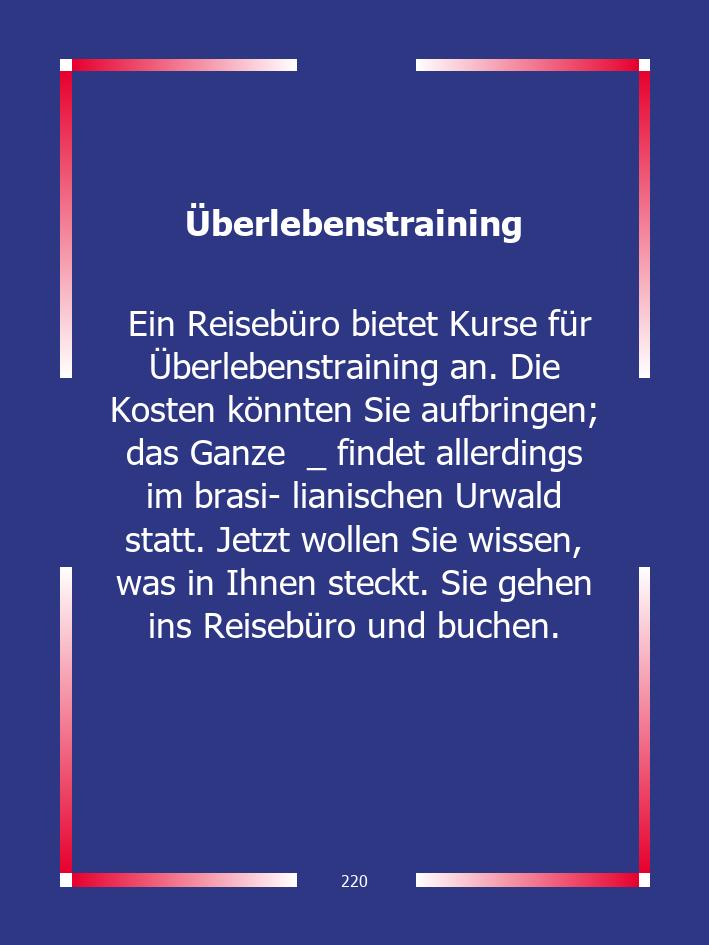 Überlebenstraining
Ein Reisebüro bietet Kurse für
Überlebenstraining an. Die
Kosten könnten Sie aufbringen;
das Ganze  _ findet allerdings
im brasi- lianischen Urwald
statt. Jetzt wollen Sie wissen,
was in Ihnen steckt. Sie gehen
ins Reisebüro und buchen.
220